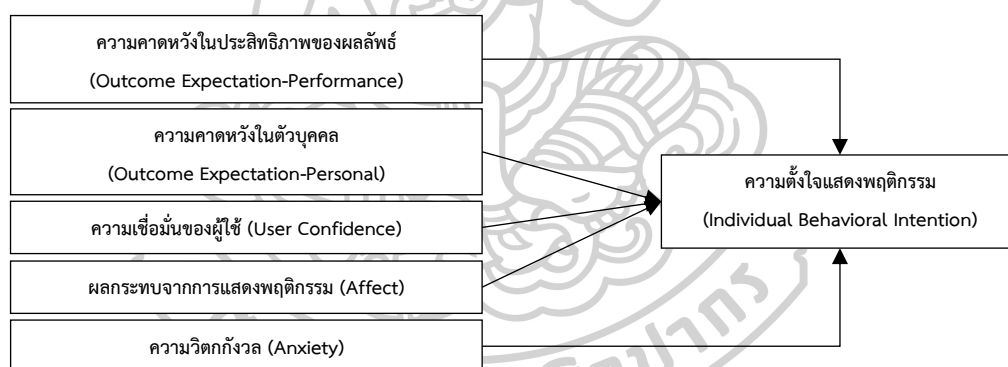 ความคาดหวังในประสิทธิภาพของผลลัพธ์
(Outcome Expectation-Performance)
ความคาดหวังในตัวบุคคล
(Outcome Expectation-Personal)
ความเชื่อมั่นของผู้ใช้ (User Confidence)
ผลกระทบจากการแสดงพฤติกรรม (Affect)
ความวิตกกังวล (Anxiety)
ความตั้งใจแสดงพฤติกรรม
(Individual Behavioral Intention)